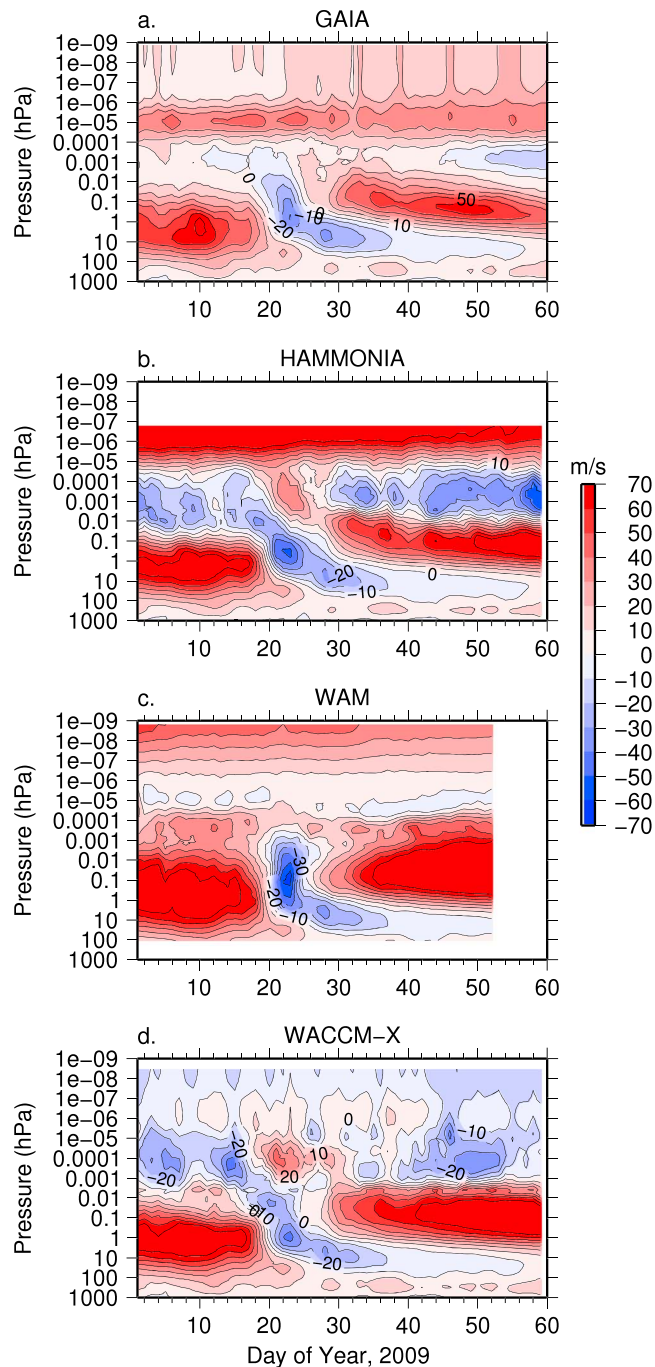 a. GAIA
1e−09
1e−08
1e−07
1e−06
1e−05
0.0001
0.001
0.01
0.1
1
10
100
1000
Pressure (hPa)
0
−10
−20
10
50
10 20 30 40 50 60
b. HAMMONIA
1e−09
1e−08
1e−07
1e−06
1e−05
0.0001
0.001
0.01
0.1
1
10
100
1000
Pressure (hPa)
10
0
−20
−10
10 20 30 40 50 60
m/s
70
60
50
40
30
20
10
0
−10
−20
−30
−40
−50
−60
−70
c. WAM
1e−09
1e−08
1e−07
1e−06
1e−05
0.0001
0.001
0.01
0.1
1
10
100
1000
Pressure (hPa)
−30
−20
−10
10 20 30 40 50 60
d. WACCM−X
1e−09
1e−08
1e−07
1e−06
1e−05
0.0001
0.001
0.01
0.1
1
10
100
1000
Pressure (hPa)
0
−10
−20
10
−20
20
−20
0
−20
10 20 30 40 50 60
Day of Year, 2009